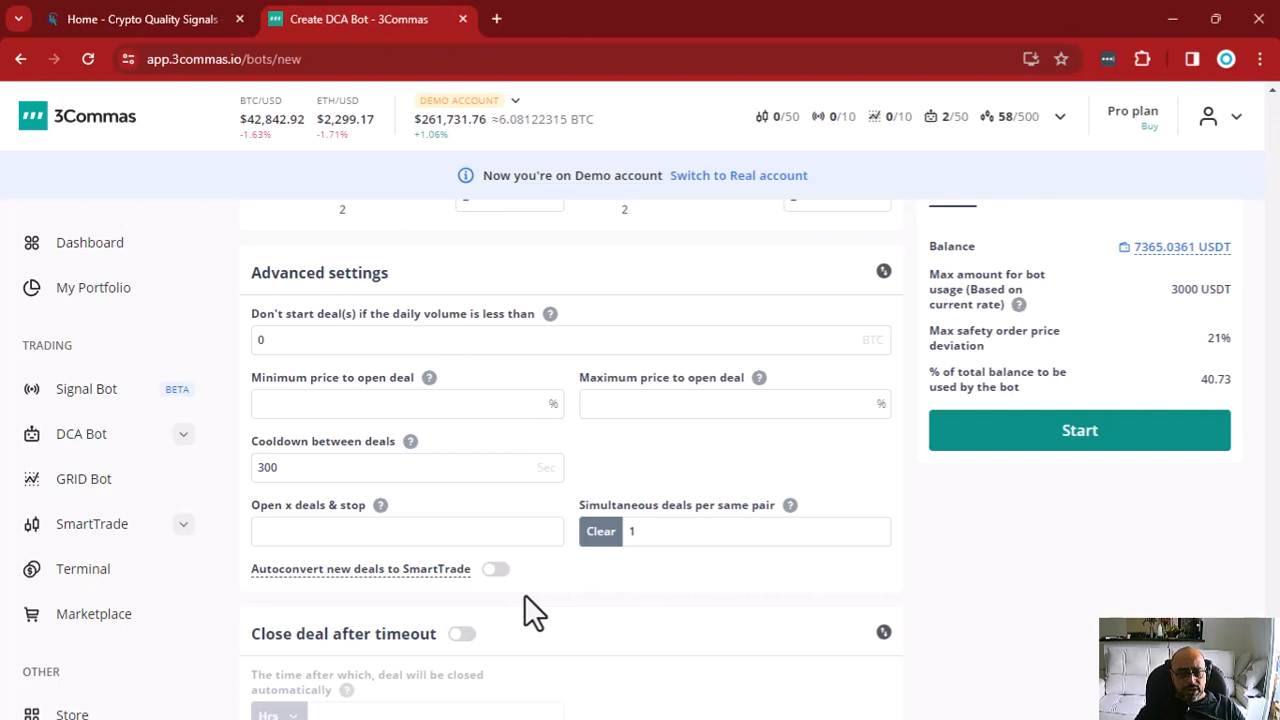 Home - Crypto Quality Signals
Create DCA Bot - 3Commas
app.3commas.io/bots/new
3Commas
BTC/USD
$42,842.92
-1.63%
ETH/USD
$2,299.17
-1.71%
DEMO ACCOUNT
$261,731.76 ≈6.08122315 BTC
+1.06%
0/50
0/10
0/10
2/50
58/500
Pro plan
Buy
Now you're on Demo account Switch to Real account
Dashboard
My Portfolio
TRADING
Signal Bot BETA
DCA Bot
GRID Bot
SmartTrade
Terminal
Marketplace
OTHER
Store
2
2
Advanced settings
Don't start deal(s) if the daily volume is less than ?
0 BTC
Minimum price to open deal ?
%
Maximum price to open deal ?
%
Cooldown between deals ?
300 Sec
Open x deals & stop ?
Simultaneous deals per same pair ?
Clear 1
Autoconvert new deals to SmartTrade
Close deal after timeout
The time after which, deal will be closed
automatically ?
Hrs
Balance 7365.0361 USDT
Max amount for bot
usage (Based on
current rate) ?
3000 USDT
Max safety order price
deviation
21%
% of total balance to be
used by the bot
40.73
Start